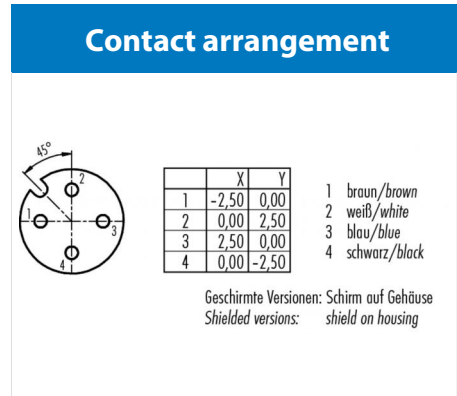 Contact arrangement
45°
2
1
3
4
X Y
1 -2,50 0,00
2 0,00 2,50
3 2,50 0,00
4 0,00 -2,50
1 braun/brown
2 weiß/white
3 blau/blue
4 schwarz/black
Geschirmte Versionen: Schirm auf Gehäuse
Shielded versions: shield on housing